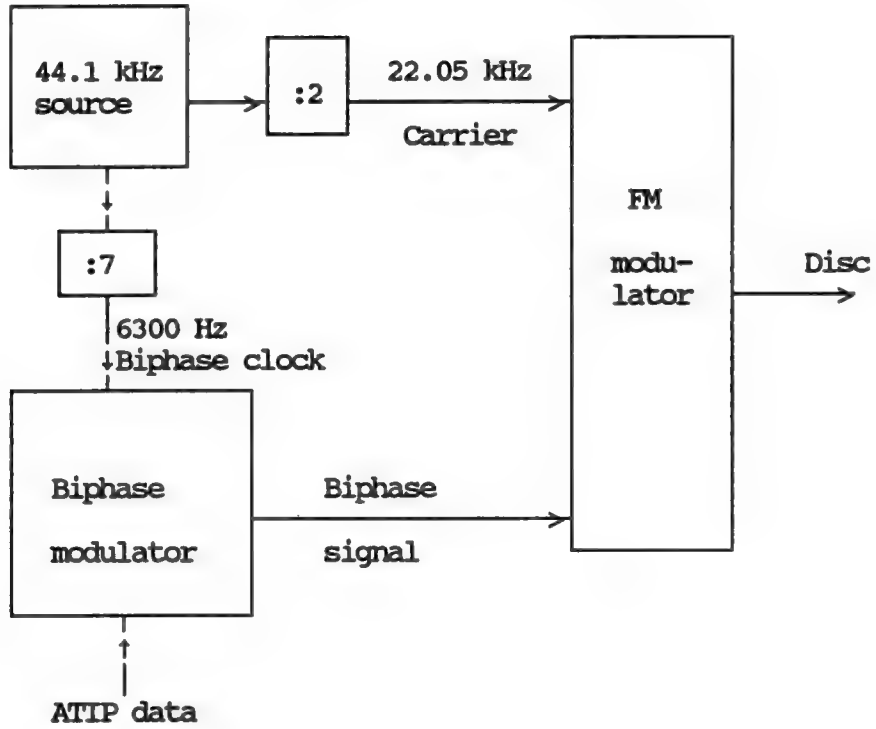 44.1 kHz
source
:2
22.05 kHz
Carrier
FM
modu-
lator
Disc
:7
6300 Hz
Biphase clock
Biphase
modulator
Biphase
signal
ATIP data